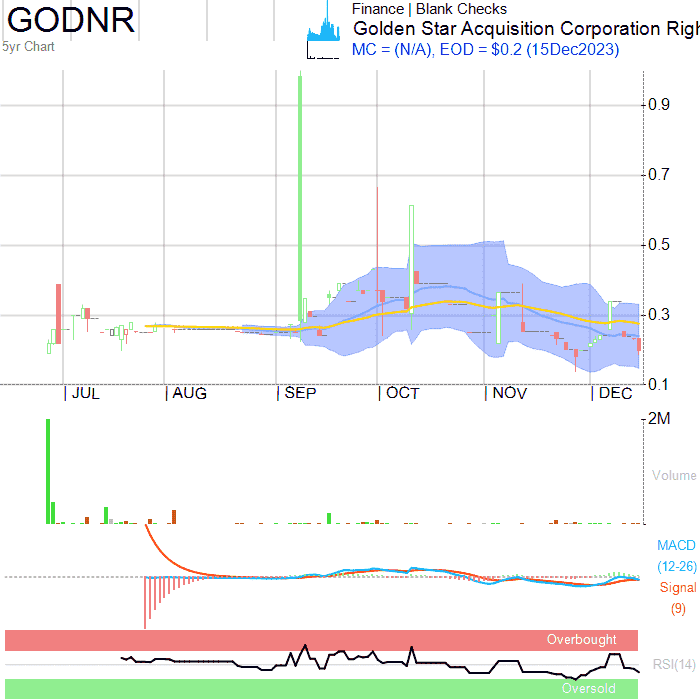 GODNR
5yr Chart
Finance | Blank Checks
Golden Star Acquisition Corporation Righ
MC = (N/A), EOD = $0.2 (15Dec2023)
0.9
0.7
0.5
0.3
0.1
JUL AUG SEP OCT NOV DEC
2M
Volume
MACD
(12-26)
Signal
(9)
Overbought
RSI(14)
Oversold